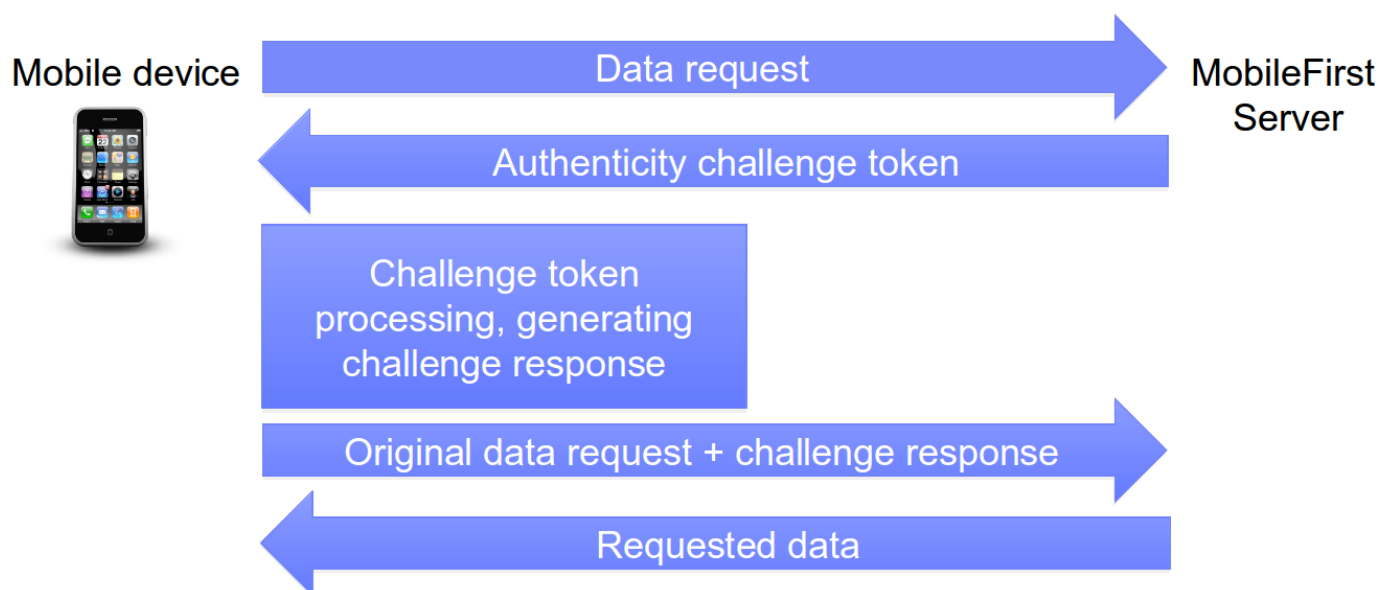 Data request
Mobile device
MobileFirst
Server
Authenticity challenge token
Challenge token
processing, generating
challenge response
Original data request + challenge response
Requested data